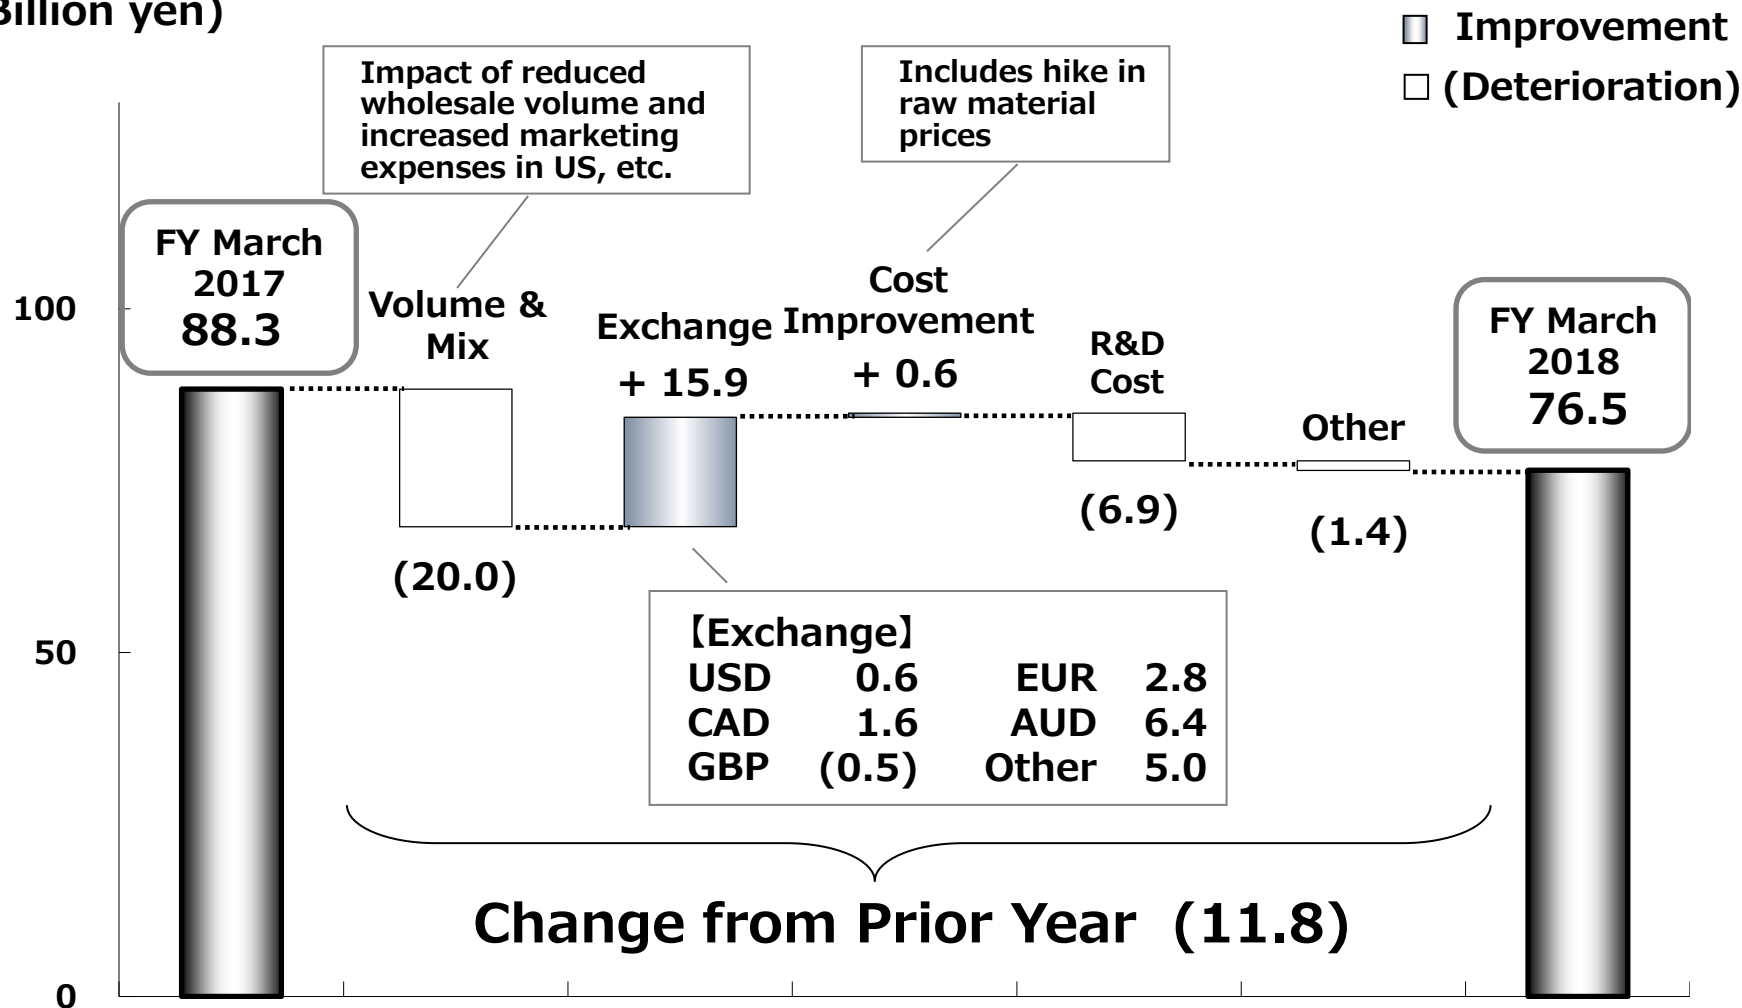 Billion yen)
Improvement
(Deterioration)
Impact of reduced
wholesale volume and
increased marketing
expenses in US, etc.
Includes hike in
raw material
prices
FY March
2017
88.3
Volume &
Mix
(20.0)
Exchange
+ 15.9
Cost
Improvement
+ 0.6
R&D
Cost
(6.9)
Other
(1.4)
FY March
2018
76.5
100
50
0
【Exchange】
USD 0.6 EUR 2.8
CAD 1.6 AUD 6.4
GBP (0.5) Other 5.0
Change from Prior Year (11.8)